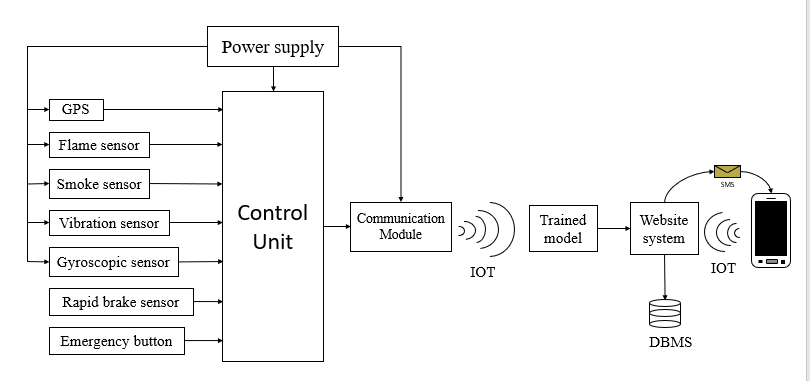 Power supply
GPS
Flame sensor
Smoke sensor
Vibration sensor
Gyroscopic sensor
Rapid brake sensor
Emergency button
Control
Unit
Communication
Module
IOT
Trained
model
Website
system
SMS
IOT
DBMS